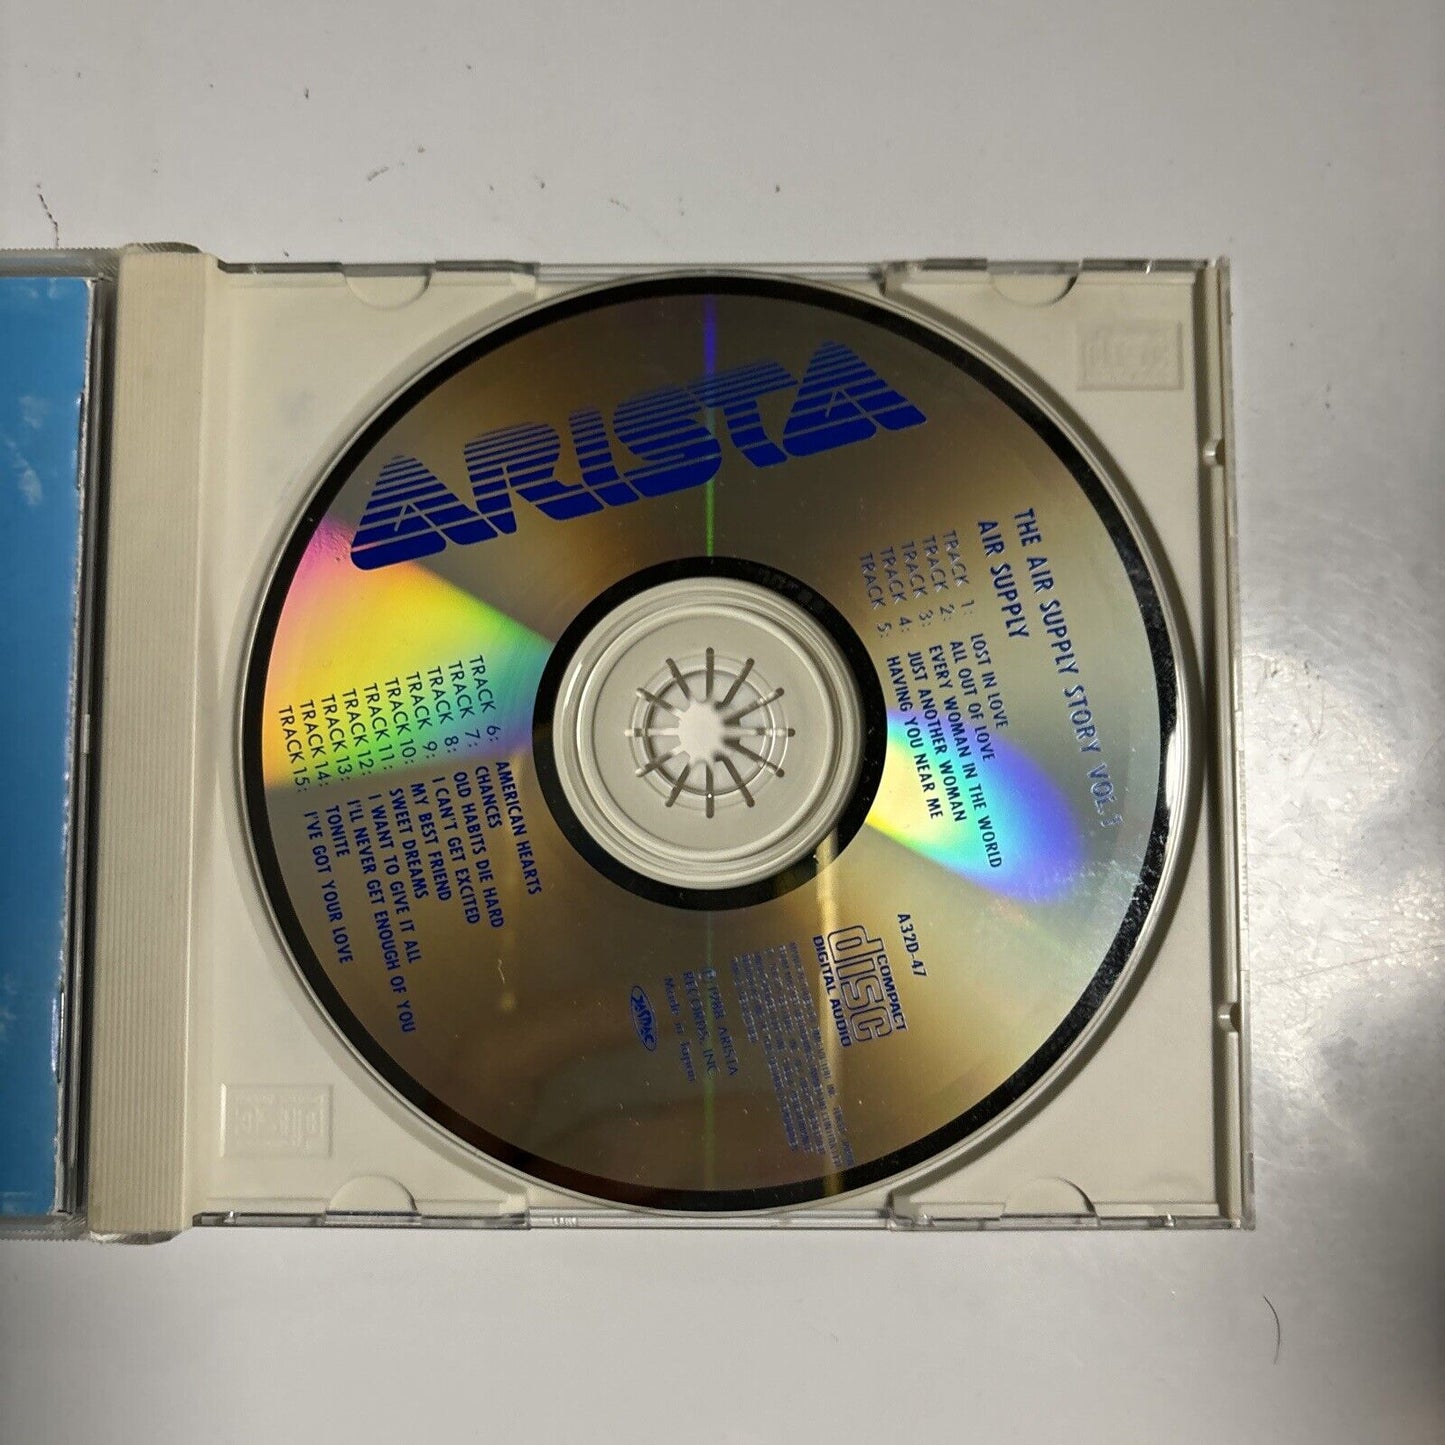 ARISTA
THE AIR SUPPLY STORY VOL. 1
AIR SUPPLY
TRACK 1: LOST IN LOVE
TRACK 2: ALL OUT OF LOVE
TRACK 3: EVERY WOMAN IN THE WORLD
TRACK 4: JUST ANOTHER WOMAN
TRACK 5: HAVING YOU NEAR ME
TRACK 6: AMERICAN HEARTS
TRACK 7: CHANCES
TRACK 8: OLD HABITS DIE HARD
TRACK 9: I CAN'T GET EXCITED
TRACK 10: MY BEST FRIEND
TRACK 11: SWEET DREAMS
TRACK 12: I WANT TO GIVE IT ALL
TRACK 13: I'LL NEVER GET ENOUGH OF YOU
TRACK 14: TONITE
TRACK 15: I'VE GOT YOUR LOVE
A32D-47
COMPACT
disc
DIGITAL AUDIO
1988 ARISTA
RECORDS, INC.
Made in Japan
JASRAC